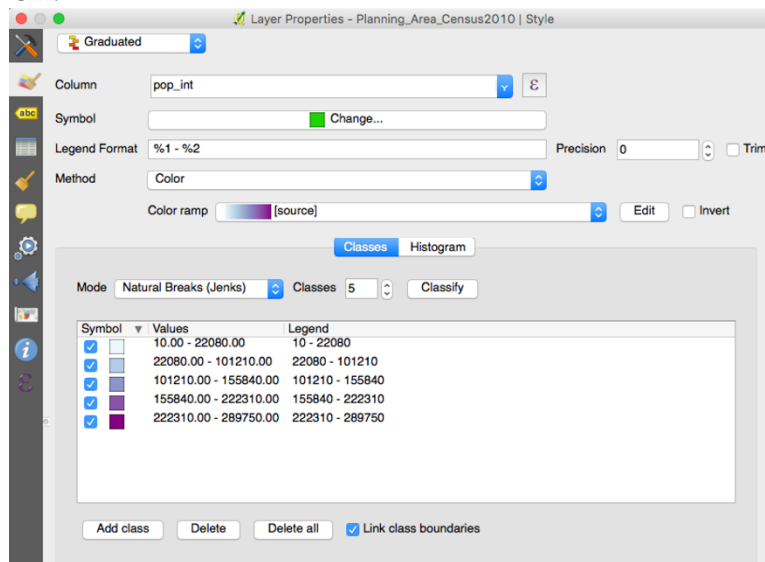 Layer Properties - Planning_Area_Census2010 | Style
Graduated
Column pop_int ε
abc
Symbol Change...
Legend Format %1 - %2 Precision 0 Trim
Method Color
Color ramp [source] Edit Invert
Classes Histogram
Mode Natural Breaks (Jenks) Classes 5 Classify
Symbol Values Legend
10.00 - 22080.00 10 - 22080
22080.00 - 101210.00 22080 - 101210
101210.00 - 155840.00 101210 - 155840
155840.00 - 222310.00 155840 - 222310
222310.00 - 289750.00 222310 - 289750
Add class Delete Delete all Link class boundaries